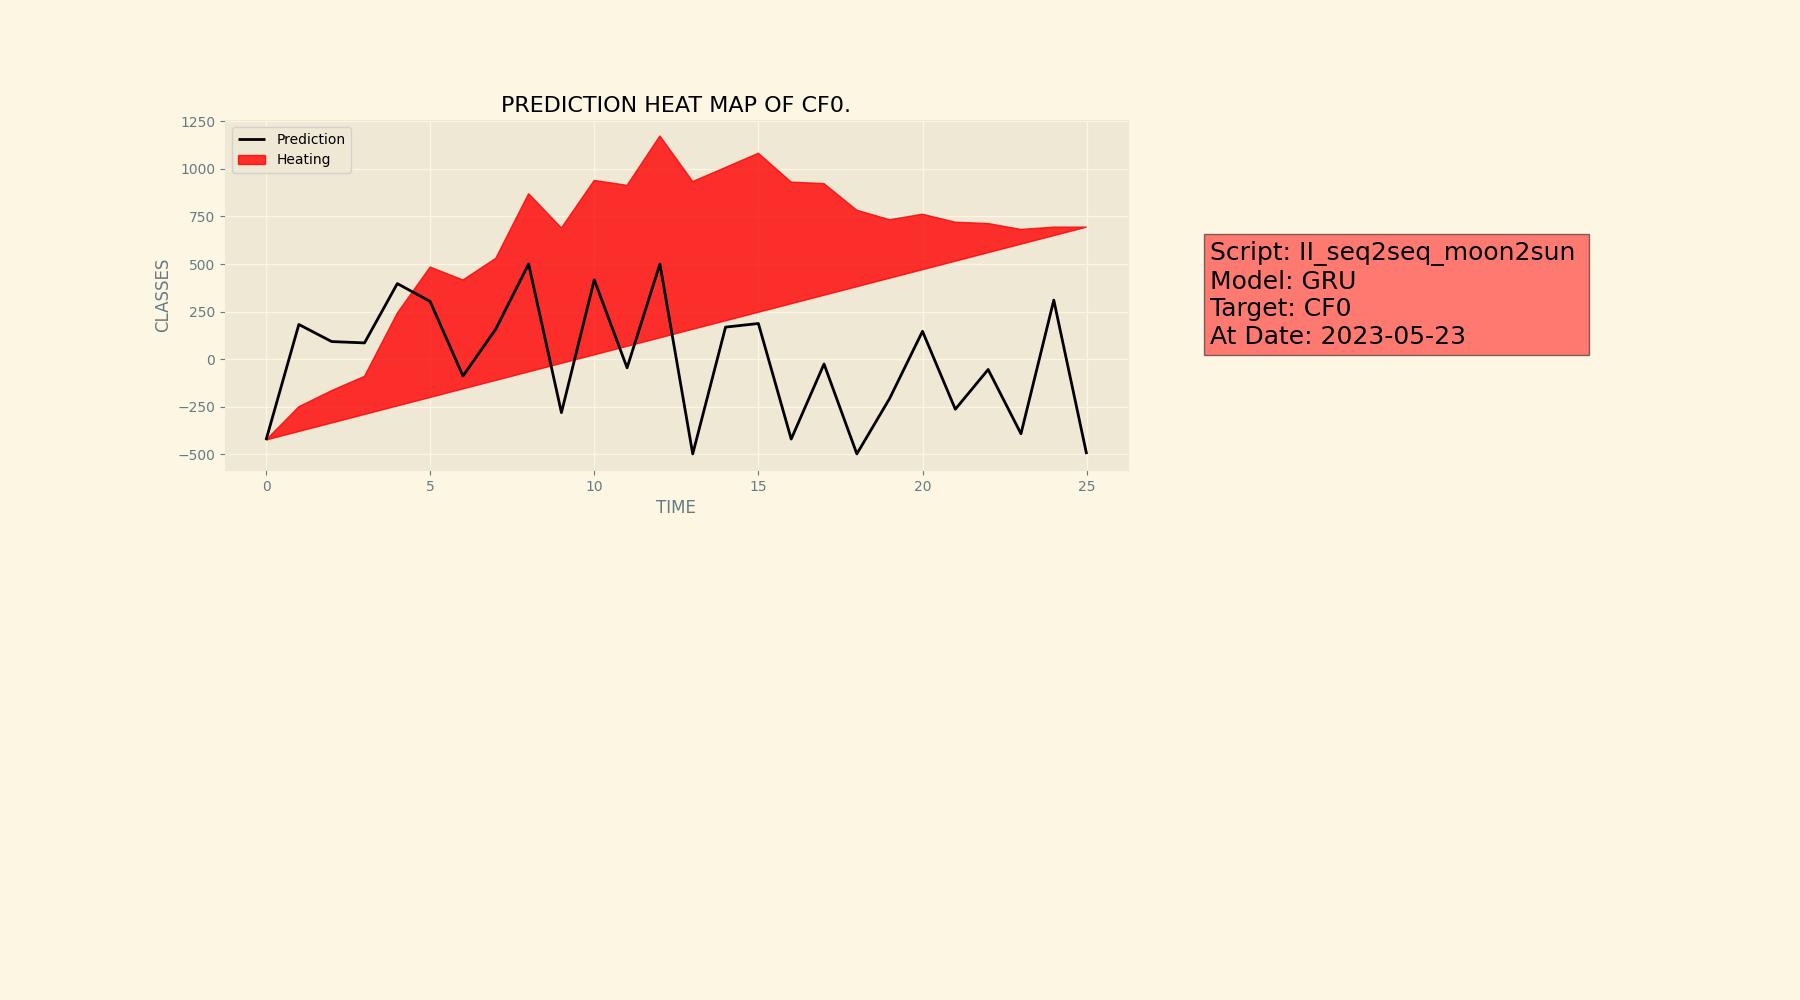 PREDICTION HEAT MAP OF CF0.
Prediction
Heating
1250
1000
750
500
250
0
−250
−500
CLASSES
0 5 10 15 20 25
TIME
Script: II_seq2seq_moon2sun
Model: GRU
Target: CF0
At Date: 2023-05-23